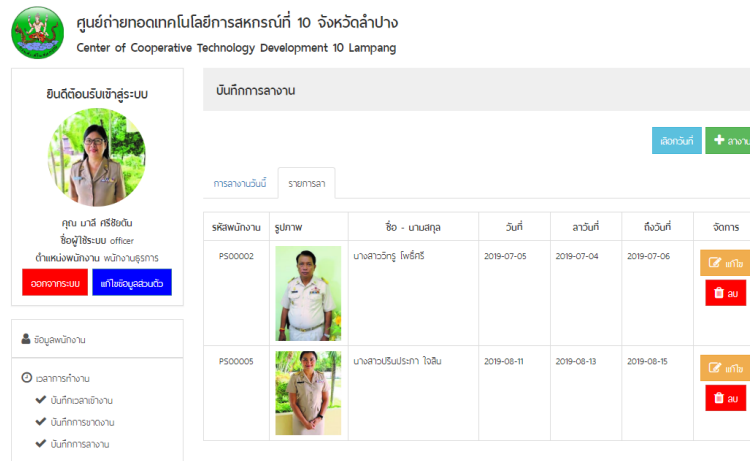 ศูนย์ถ่ายทอดเทคโนโลยีการสหกรณ์ที่ 10 จังหวัดลำปาง
Center of Cooperative Technology Development 10 Lampang
ยินดีต้อนรับเข้าสู่ระบบ
คุณ มาลี ศรีชัยตัน
ชื่อผู้ใช้ระบบ officer
ตำแหน่งพนักงาน พนักงานธุรการ
ออกจากระบบ แก้ไขข้อมูลส่วนตัว
ข้อมูลพนักงาน
เวลาการทำงาน
บันทึกเวลาเข้างาน
บันทึกการขาดงาน
บันทึกการลางาน
บันทึกการลางาน
เลือกวันที่ ลางาน
การลางานวันนี้ รายการลา
รหัสพนักงาน รูปภาพ ชื่อ - นามสกุล วันที่ ลาวันที่ ถึงวันที่ จัดการ
PS00002 นางสาววิกรู โพธิ์ศรี 2019-07-05 2019-07-04 2019-07-06 แก้ไข
ลบ
PS00005 นางสาวปรินประภา ใจลิน 2019-08-11 2019-08-13 2019-08-15 แก้ไข
ลบ